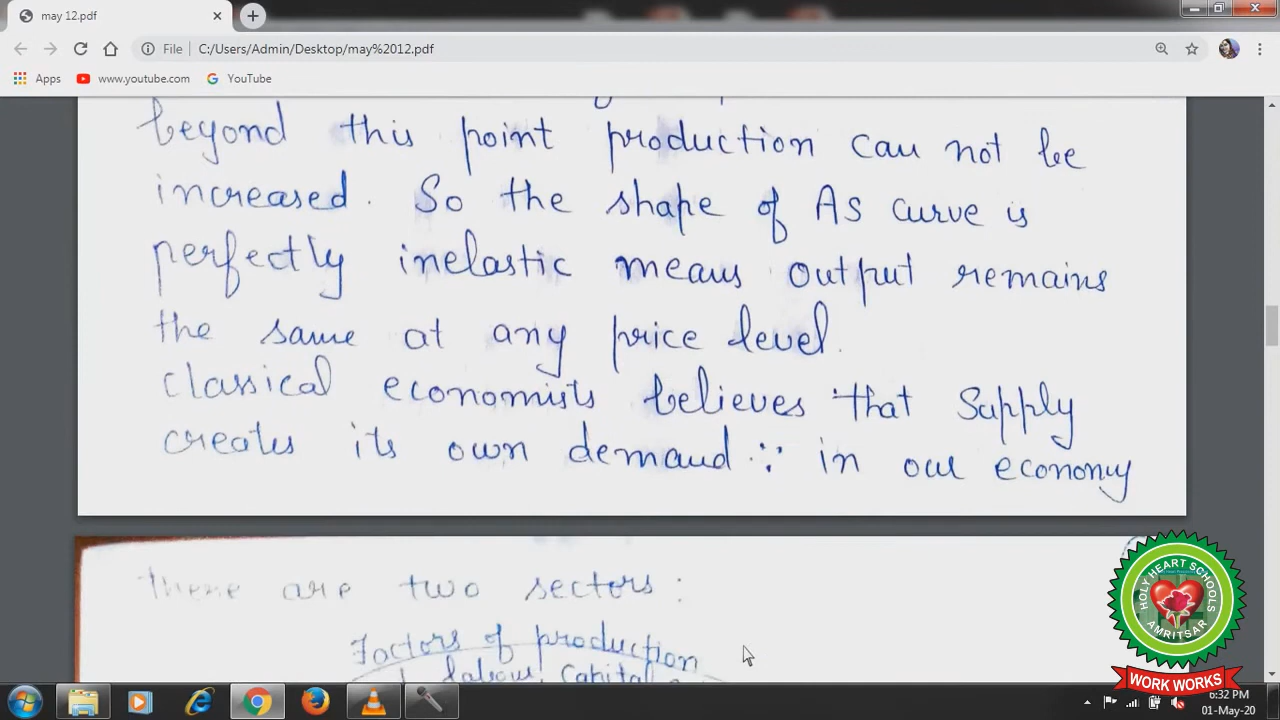 may 12.pdf
File
C:/Users/Admin/Desktop/may%2012.pdf
Apps
www.youtube.com
YouTube
beyond this point production can not be
increased. So the shape of AS curve is
perfectly inelastic means output remains
the same at any price level.
Classical economists believes that Supply
creates its own demand ∵ in our economy
there are two sectors:
Factors of production
labour, Capital
HOLY HEART SCHOOLS
AMRITSAR
WORK WORKS
6:32 PM
01-May-20